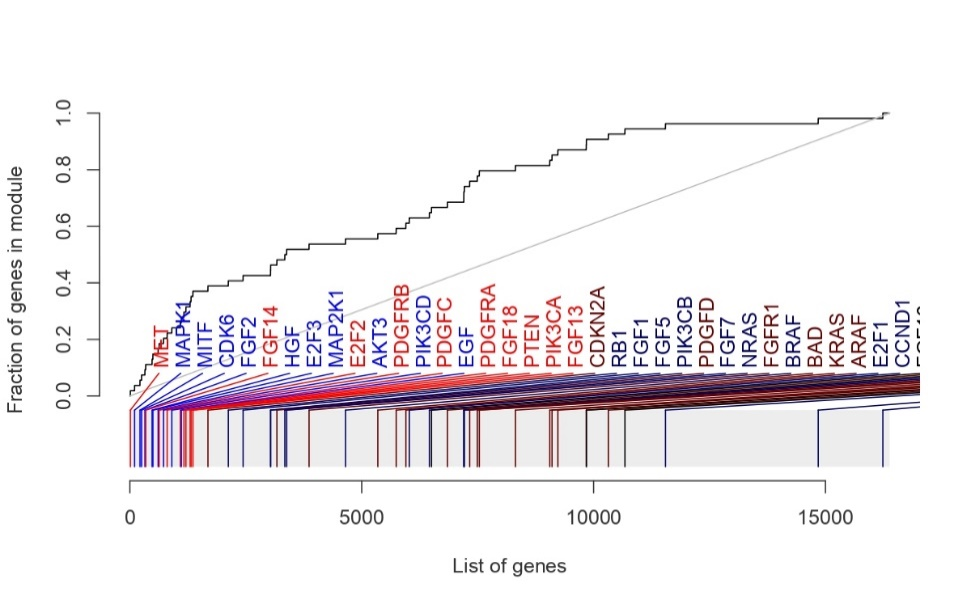 Fraction of genes in module
1.0
0.8
0.6
0.4
0.2
0.0
MET
MAPK1
MITF
CDK6
FGF2
FGF14
HGF
E2F3
MAP2K1
E2F2
AKT3
PDGFRB
PIK3CD
PDGFC
EGF
PDGFRA
FGF18
PTEN
PIK3CA
FGF13
CDKN2A
RB1
FGF1
FGF5
PIK3CB
PDGFD
FGF7
NRAS
FGFR1
BRAF
BAD
KRAS
ARAF
E2F1
CCND1
0 5000 10000 15000
List of genes